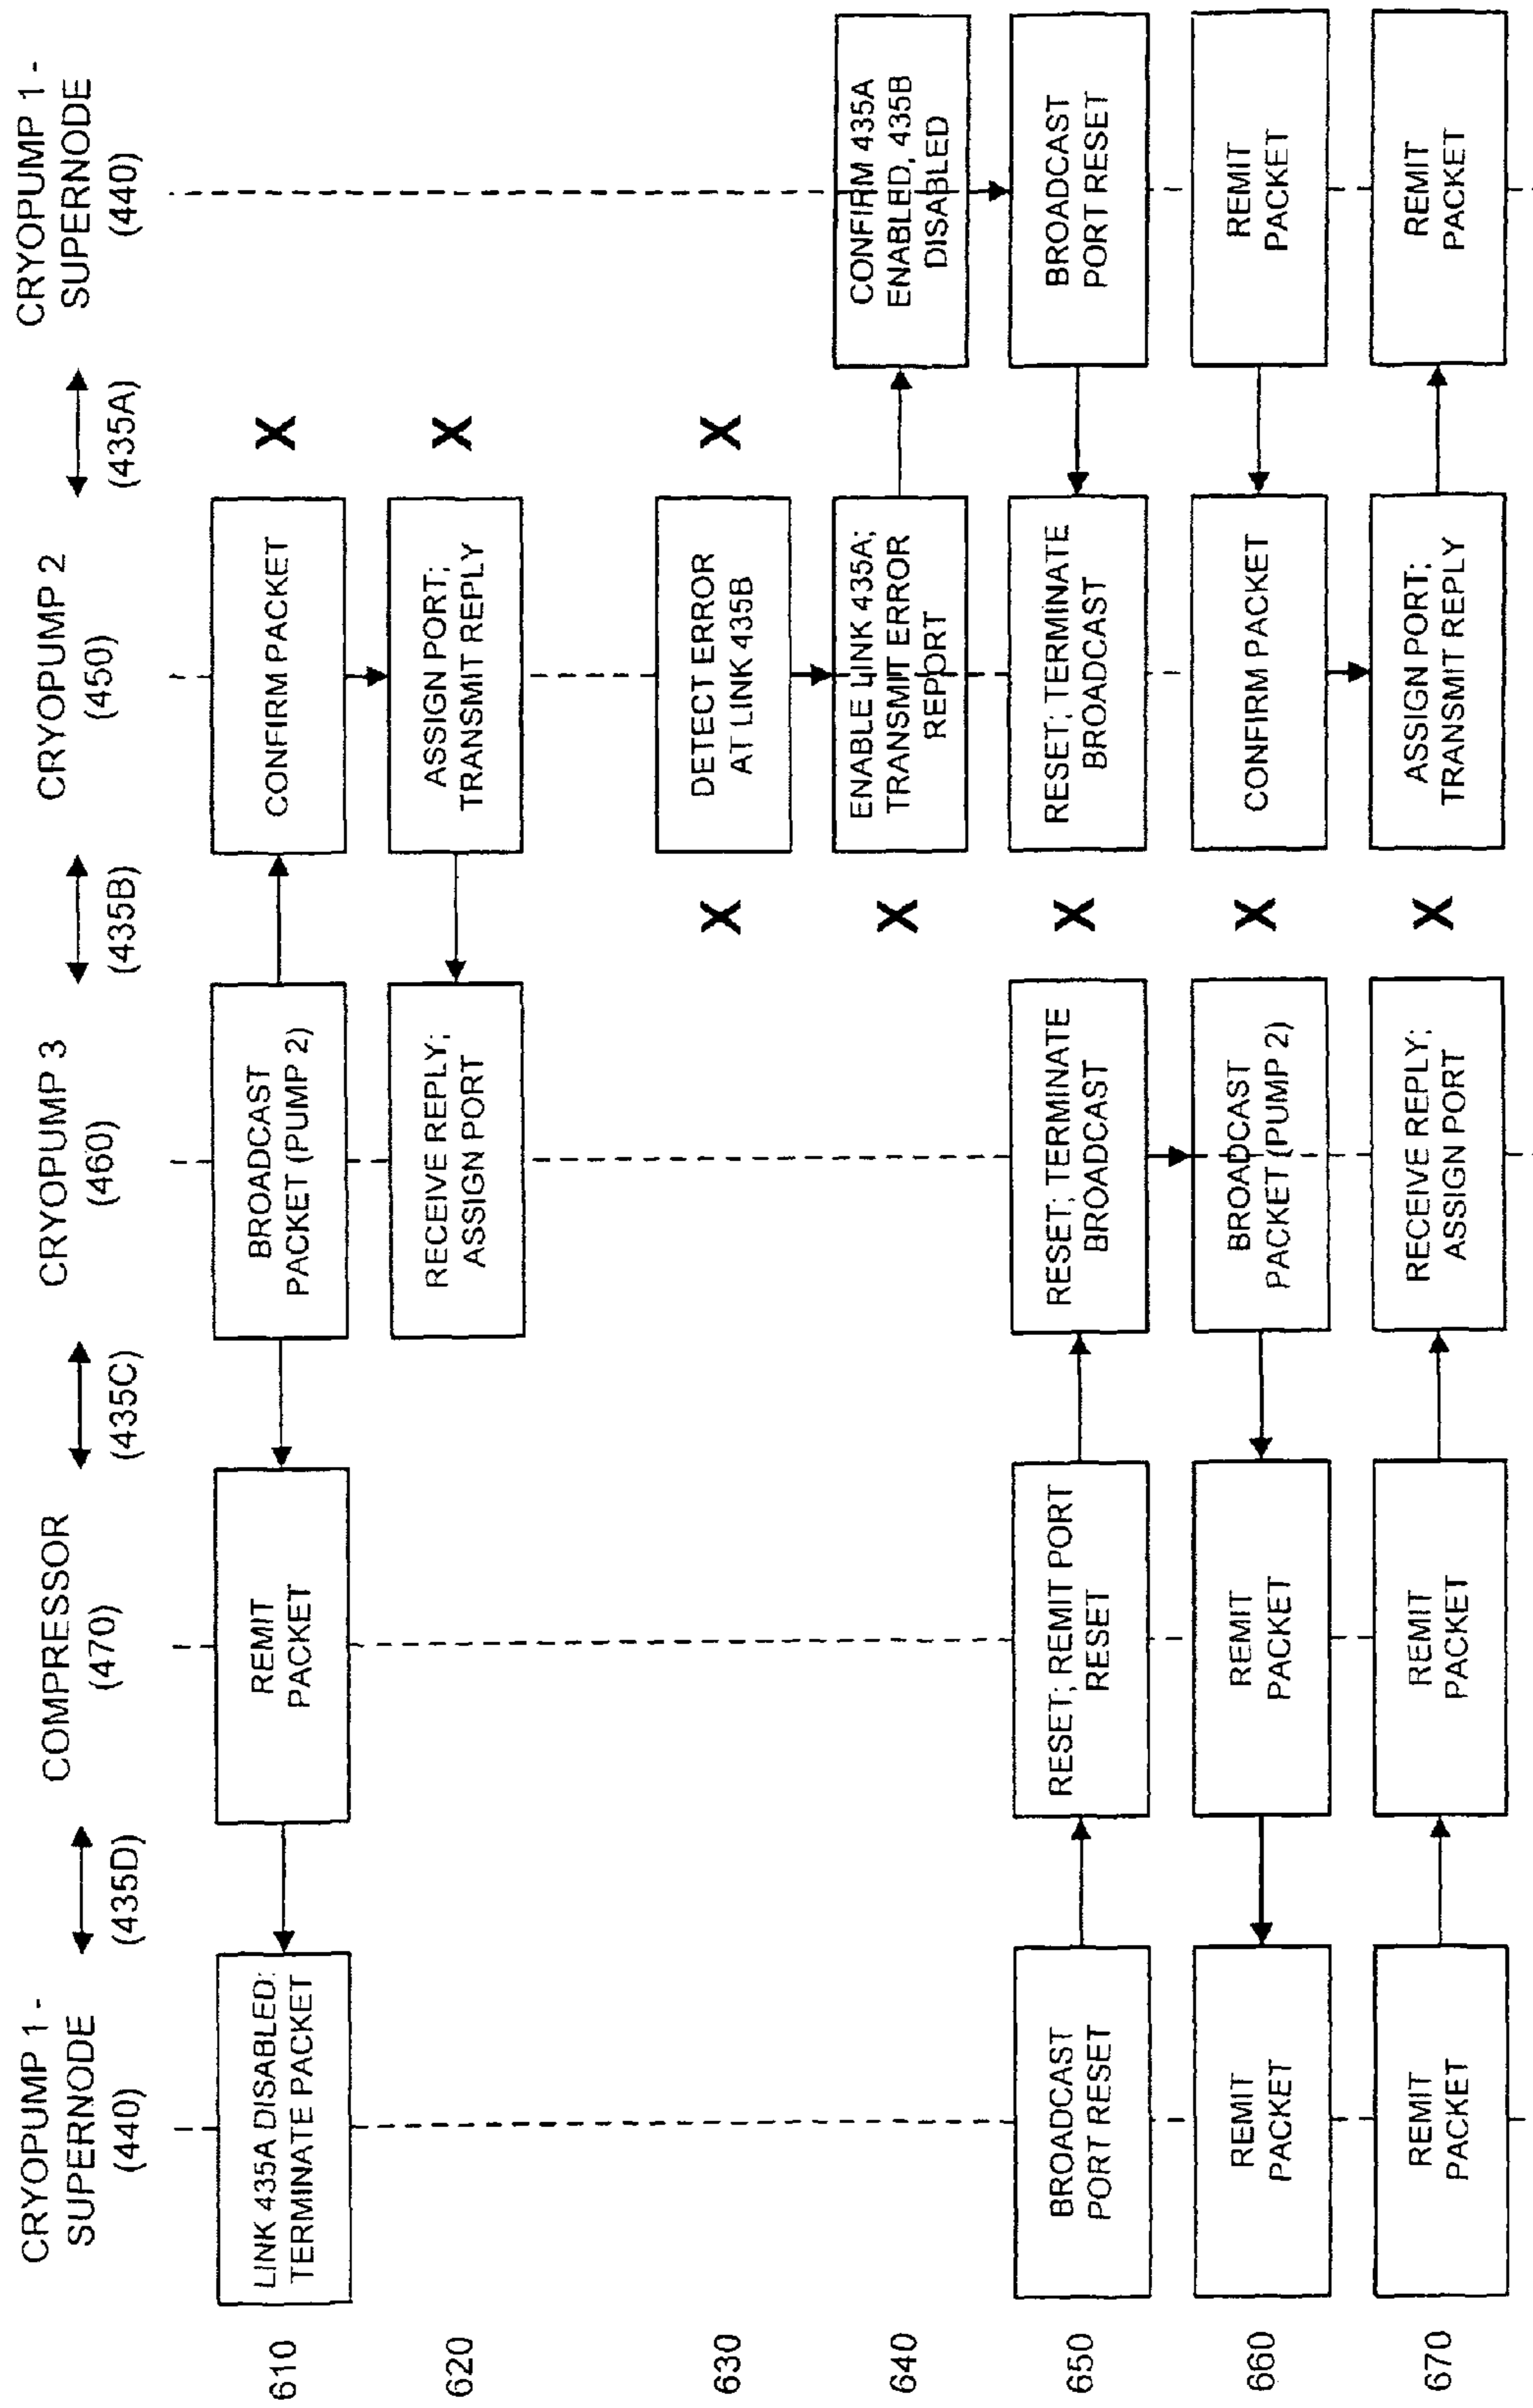 CRYOPUMP 1 -
SUPERNODE
(440)
(435D)
COMPRESSOR
(470)
(435C)
CRYOPUMP 3
(460)
(435B)
CRYOPUMP 2
(450)
(435A)
CRYOPUMP 1 -
SUPERNODE
(440)
610
LINK 435A DISABLED;
TERMINATE PACKET
REMIT
PACKET
BROADCAST
PACKET (PUMP 2)
CONFIRM PACKET
X
620
RECEIVE REPLY;
ASSIGN PORT
ASSIGN PORT;
TRANSMIT REPLY
X
630
X
DETECT ERROR
AT LINK 435B
X
640
X
ENABLE LINK 435A;
TRANSMIT ERROR
REPORT
CONFIRM 435A
ENABLED, 435B
DISABLED
650
BROADCAST
PORT RESET
RESET; REMIT PORT
RESET
RESET; TERMINATE
BROADCAST
X
RESET; TERMINATE
BROADCAST
BROADCAST
PORT RESET
660
REMIT
PACKET
REMIT
PACKET
BROADCAST
PACKET (PUMP 2)
X
CONFIRM PACKET
REMIT
PACKET
670
REMIT
PACKET
REMIT
PACKET
RECEIVE REPLY;
ASSIGN PORT
X
ASSIGN PORT;
TRANSMIT REPLY
REMIT
PACKET